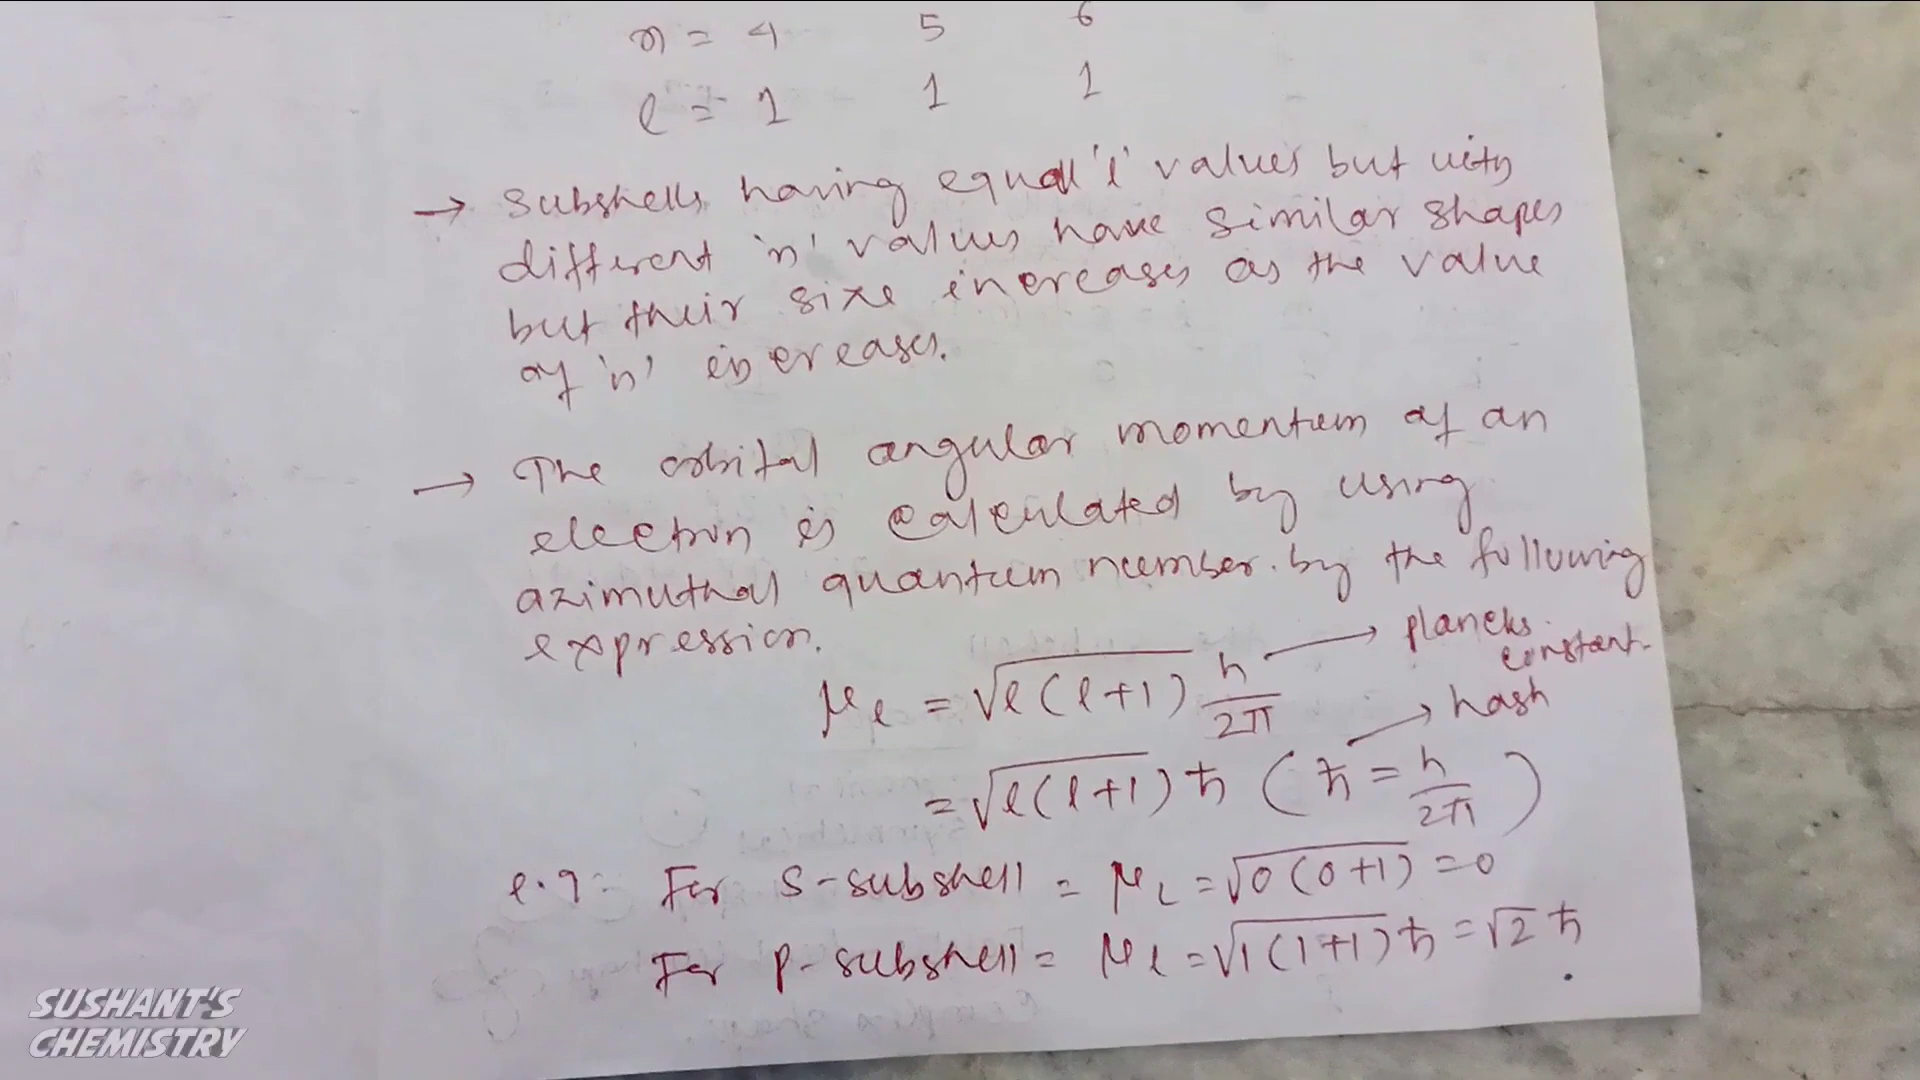 n = 4 5 6
l = 1 1 1
→ Subshells having equal 'l' values but with
different 'n' values have similar shapes
but their size increases as the value
of 'n' increases.
→ The orbital angular momentum of an
electron is calculated by using
azimuthal quantum number. by the following
expression.
μl = √l(l+1) h/2π → plancks constant.
= √l(l+1) ħ (ħ = h/2π) → hash
e.g: For S-subshell = μL = √0(0+1) = 0
For p-subshell = μl = √1(1+1) ħ = √2 ħ
SUSHANT'S
CHEMISTRY